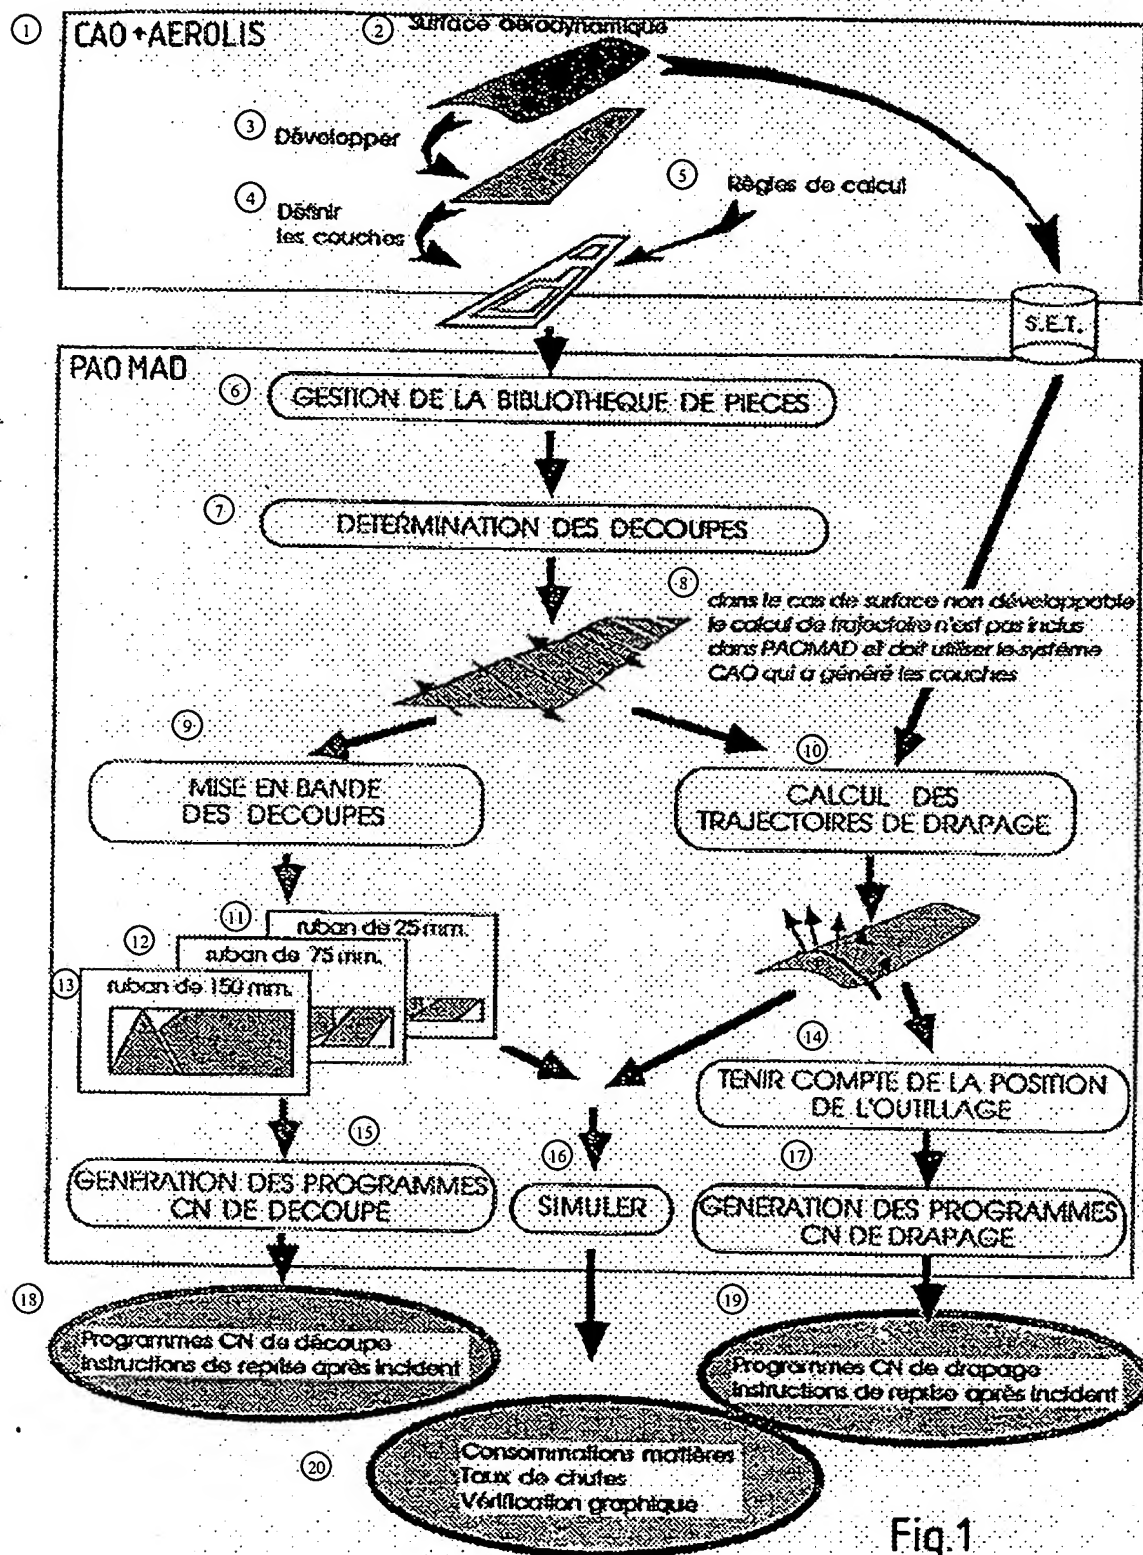 ① CAO+AEROLIS
② Surface aérodynamique
③ Développer
④ Définir
les couches
⑤ Règles de calcul
S.E.T.
PAO MAD
⑥ GESTION DE LA BIBLIOTHEQUE DE PIECES
⑦ DETERMINATION DES DECOUPES
⑧ dans le cas de surface non développable
le calcul de trajectoire n'est pas inclus
dans PAOMAD et doit utiliser le système
CAO qui a généré les couches
⑨ MISE EN BANDE
DES DECOUPES
⑩ CALCUL DES
TRAJECTOIRES DE DRAPAGE
⑪ ruban de 25 mm.
⑫ ruban de 75 mm.
⑬ ruban de 150 mm.
⑭ TENIR COMPTE DE LA POSITION
DE L'OUTILLAGE
⑮ GENERATION DES PROGRAMMES
CN DE DECOUPE
⑯ SIMULER
⑰ GENERATION DES PROGRAMMES
CN DE DRAPAGE
⑱ Programmes CN de découpe
Instructions de reprise après incident
⑲ Programmes CN de drapage
Instructions de reprise après incident
⑳ Consommations matières
Taux de chutes
Vérification graphique
Fig.1